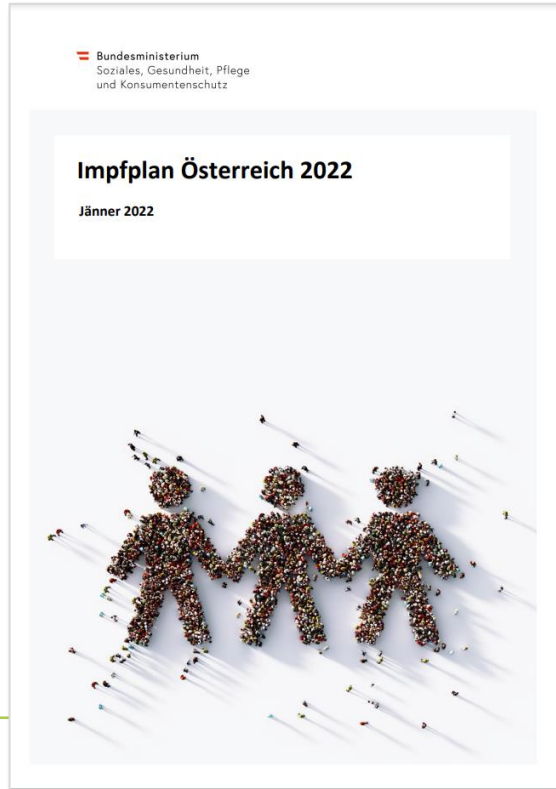 Bundesministerium
Soziales, Gesundheit, Pflege
und Konsumentenschutz
Impfplan Österreich 2022
Jänner 2022